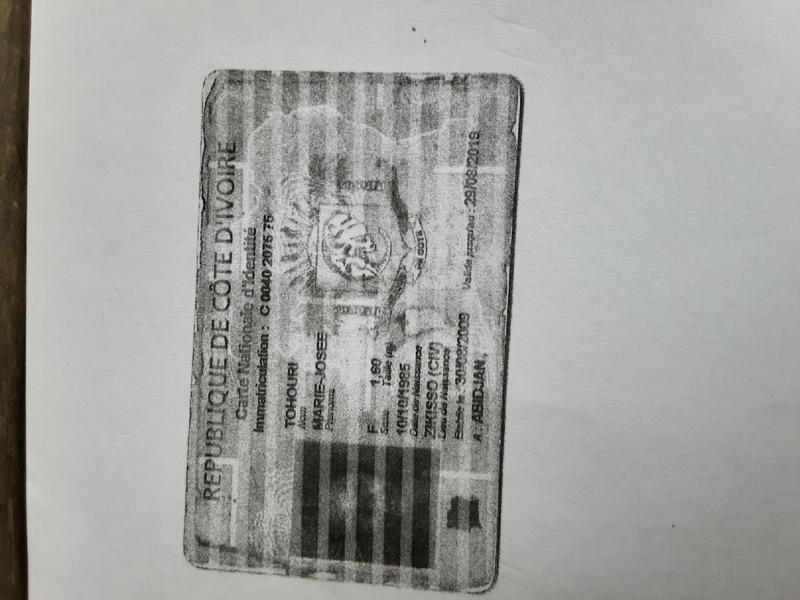 REPUBLIQUE DE CÔTE D'IVOIRE
Carte Nationale d'Identité
Immatriculation : C 0040 2075 75
TOHOURI
Nom
MARIE-JOSEE
Prénoms
F 1,60
Sexe Taille (m)
10/10/1985
Date de Naissance
ZIKISSO (CIV)
Lieu de Naissance
Etablie le : 30/08/2009 Valide jusqu'au : 29/08/2019
A : ABIDJAN